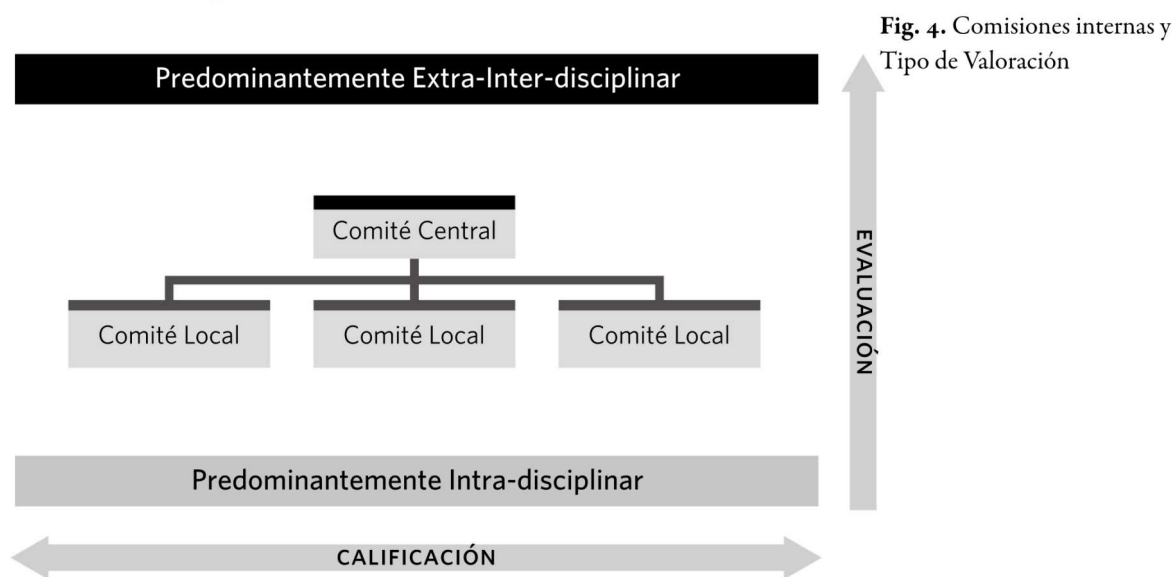 Fig. 4. Comisiones internas y
Tipo de Valoración
Predominantemente Extra-Inter-disciplinar
Comité Central
Comité Local
Comité Local
Comité Local
EVALUACIÓN
Predominantemente Intra-disciplinar
CALIFICACIÓN